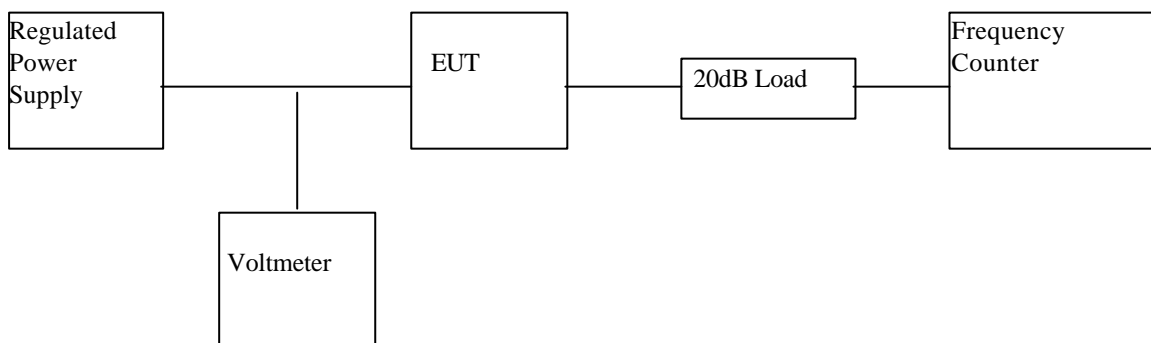 Regulated
Power
Supply
EUT
20dB Load
Frequency
Counter
Voltmeter